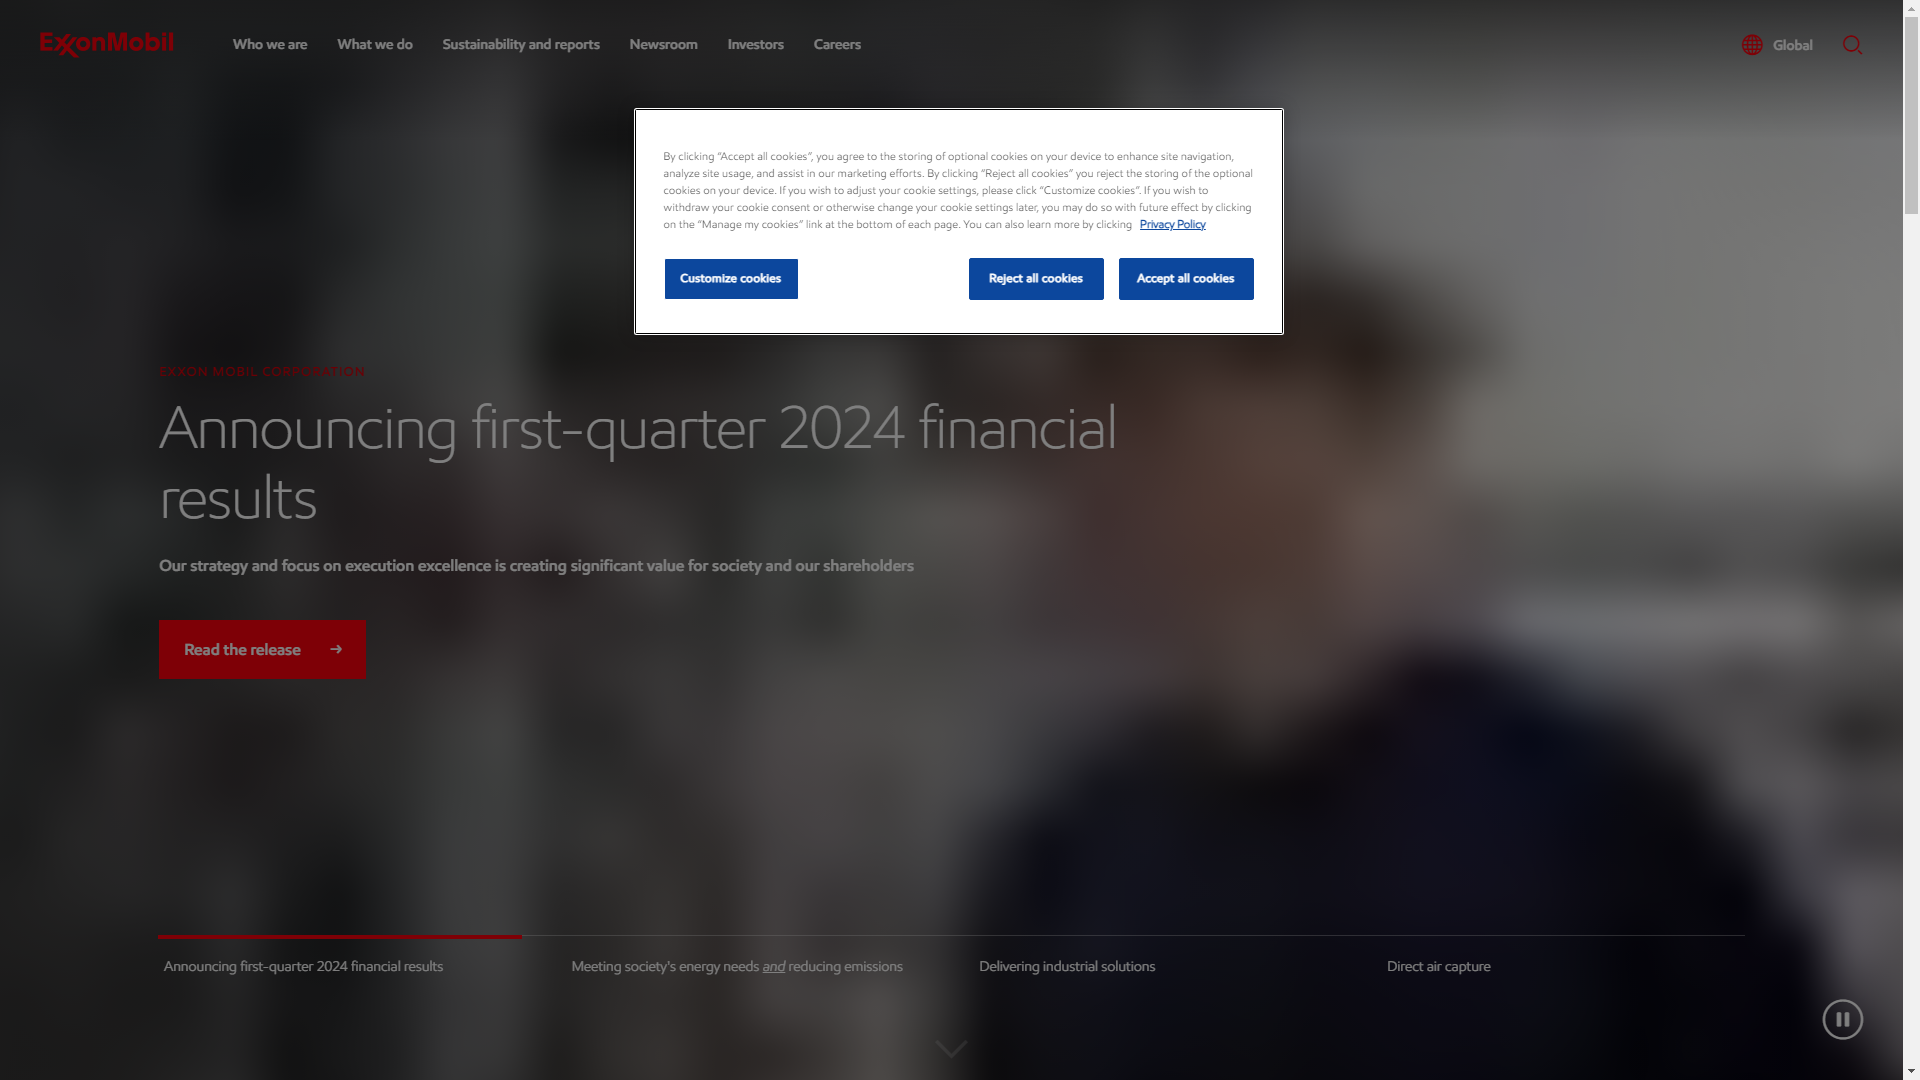 ExxonMobil
Who we are
What we do
Sustainability and reports
Newsroom
Investors
Careers
Global
By clicking “Accept all cookies”, you agree to the storing of optional cookies on your device to enhance site navigation,
analyze site usage, and assist in our marketing efforts. By clicking “Reject all cookies” you reject the storing of the optional
cookies on your device. If you wish to adjust your cookie settings, please click “Customize cookies”. If you wish to
withdraw your cookie consent or otherwise change your cookie settings later, you may do so with future effect by clicking
on the “Manage my cookies” link at the bottom of each page. You can also learn more by clicking Privacy Policy
Customize cookies
Reject all cookies
Accept all cookies
EXXON MOBIL CORPORATION
Announcing first-quarter 2024 financial
results
Our strategy and focus on execution excellence is creating significant value for society and our shareholders
Read the release
Announcing first-quarter 2024 financial results
Meeting society's energy needs and reducing emissions
Delivering industrial solutions
Direct air capture